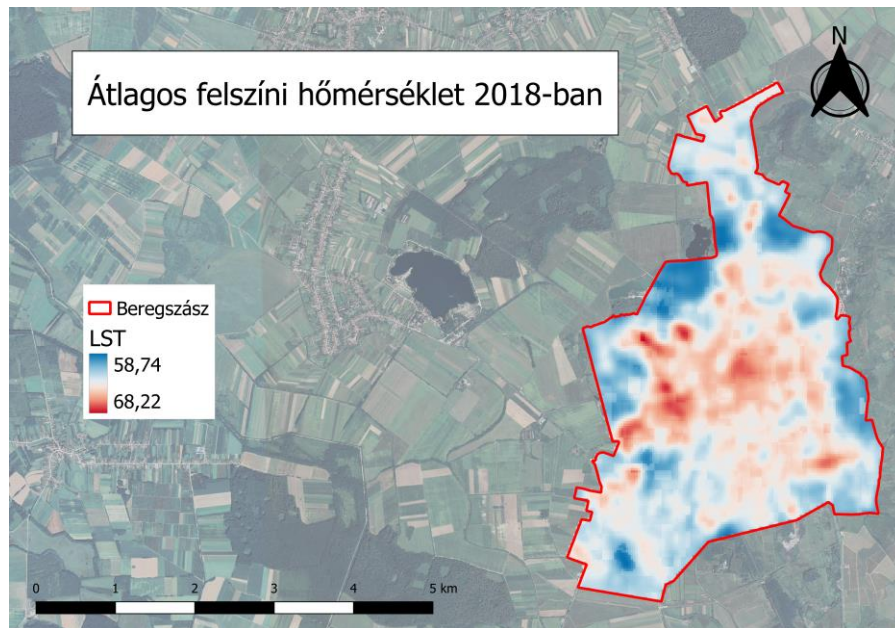 Átlagos felszíni hőmérséklet 2018-ban
N
Beregszász
LST
58,74
68,22
0 1 2 3 4 5 km